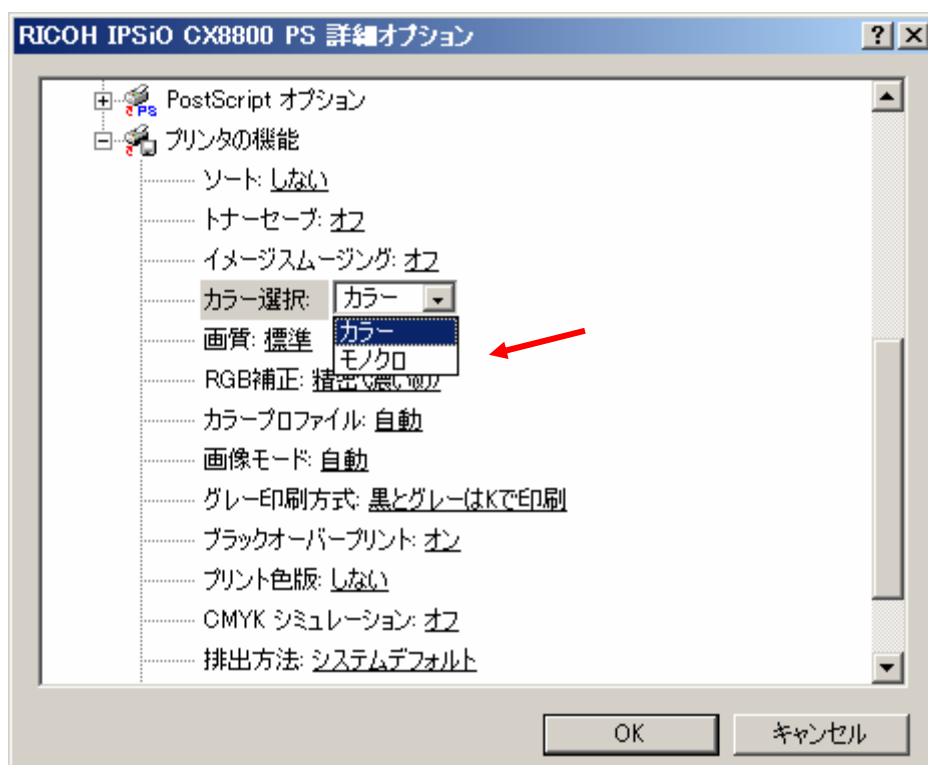 RICOH IPSiO CX8800 PS 詳細オプション
PostScript オプション
プリンタの機能
ソート: しない
トナーセーブ: オフ
イメージスムージング: オフ
カラー選択: カラー
カラー
モノクロ
画質: 標準
RGB補正:
カラープロファイル: 自動
画像モード: 自動
グレー印刷方式: 黒とグレーはKで印刷
ブラックオーバープリント: オン
プリント色版: しない
CMYK シミュレーション: オフ
排出方法: システムデフォルト
OK キャンセル